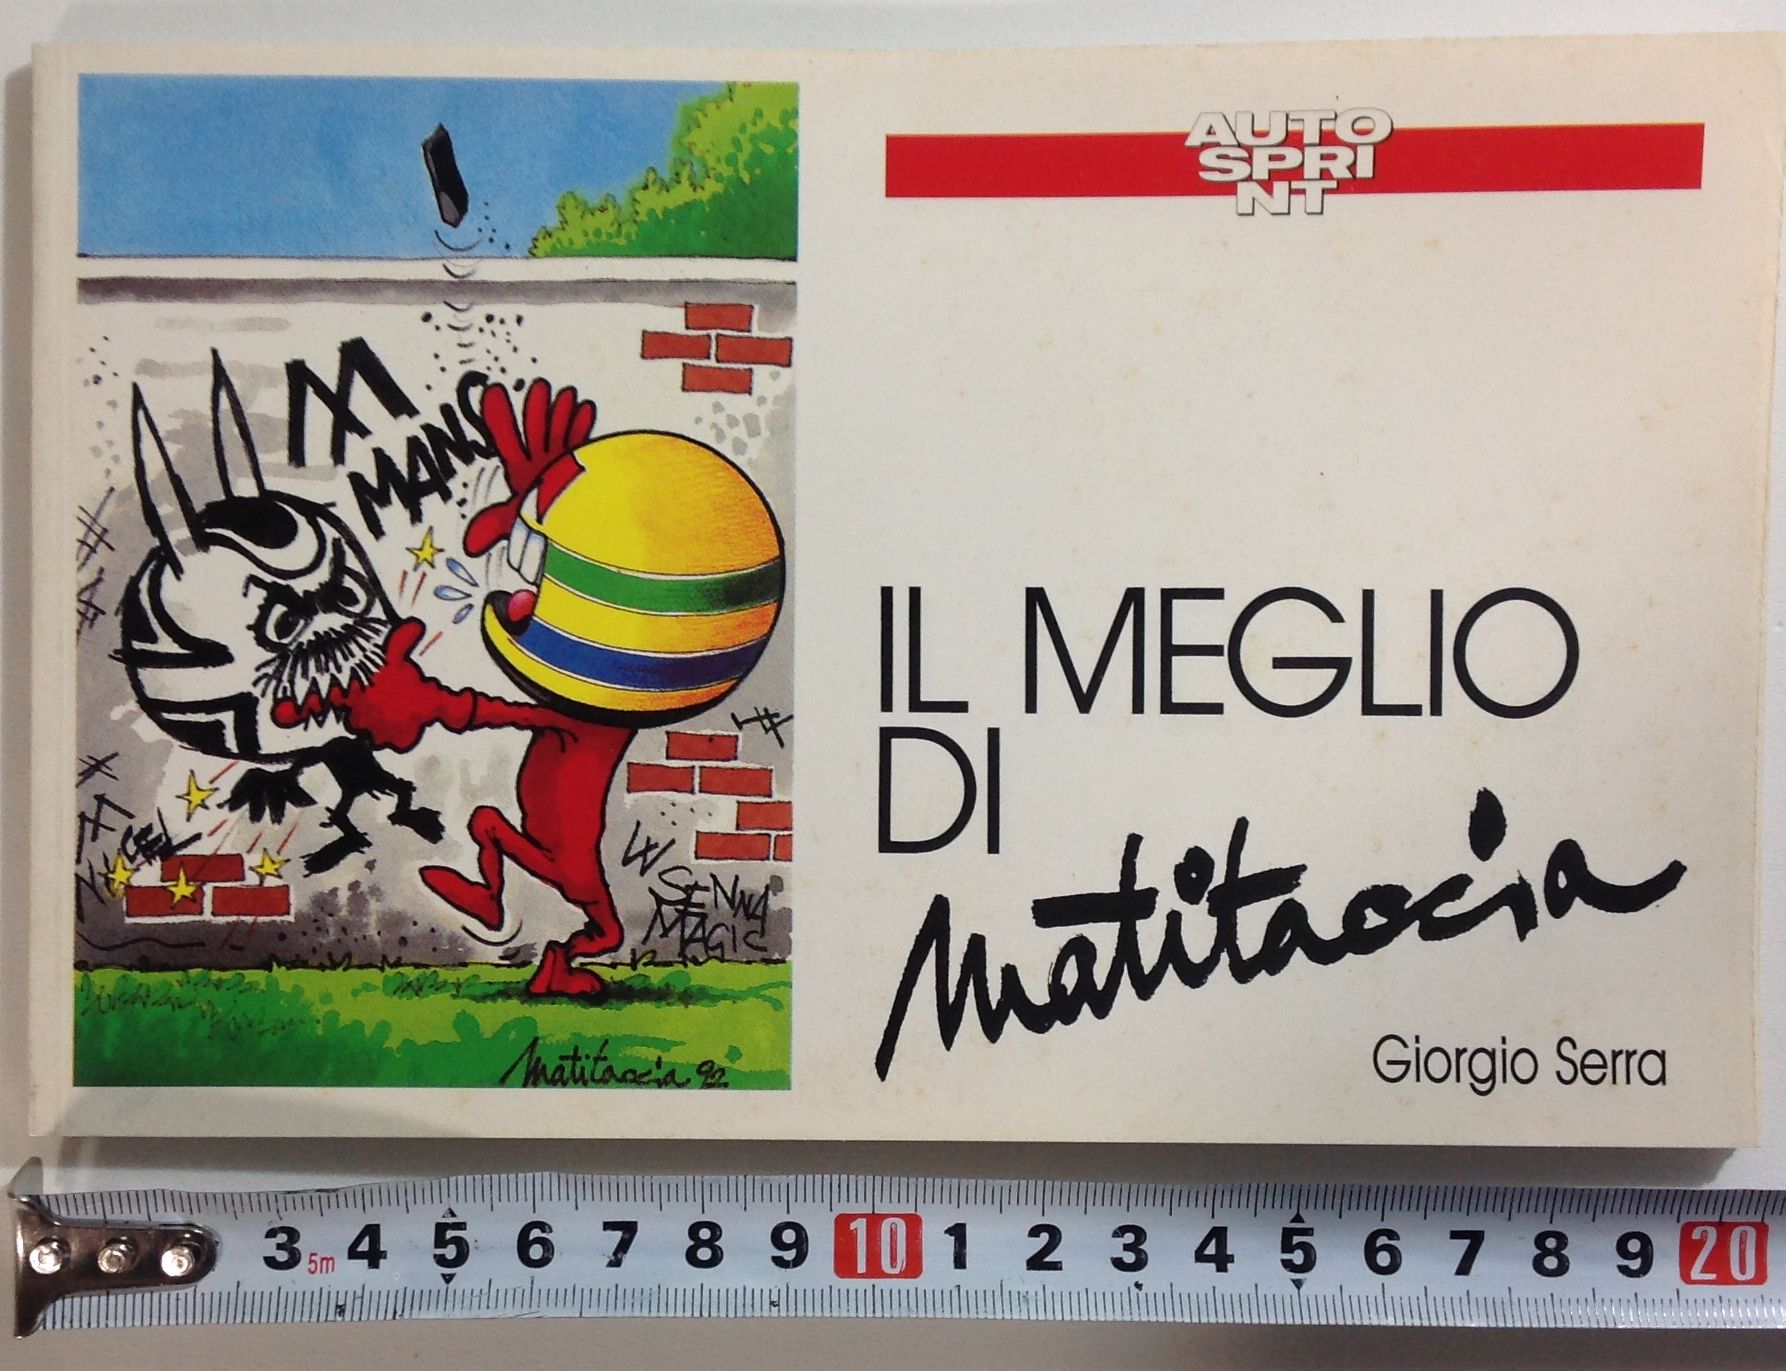 AUTO
SPRI
NT
IL MEGLIO
DI
Matitaccia
Giorgio Serra
M
MANS
W
SENNA
MAGIC
Matitaccia 92
3 5m 4 5 6 7 8 9 10 1 2 3 4 5 6 7 8 9 20